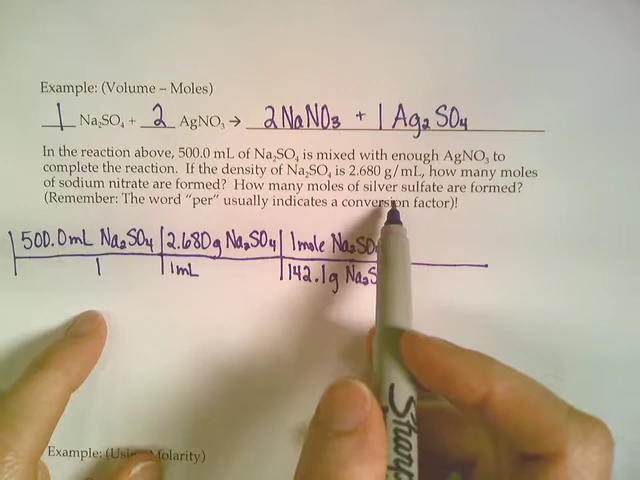 Example: (Volume – Moles)
1 Na₂SO₄ + 2 AgNO₃ → 2NaNO₃ + 1 Ag₂SO₄
In the reaction above, 500.0 mL of Na₂SO₄ is mixed with enough AgNO₃ to
complete the reaction. If the density of Na₂SO₄ is 2.680 g/mL, how many moles
of sodium nitrate are formed? How many moles of silver sulfate are formed?
(Remember: The word "per" usually indicates a conversion factor)!
500.0mL Na₂SO₄ 2.680g Na₂SO₄ 1mole Na₂SO₄
1 1mL 142.1g Na₂S
Example: (Using Molarity)